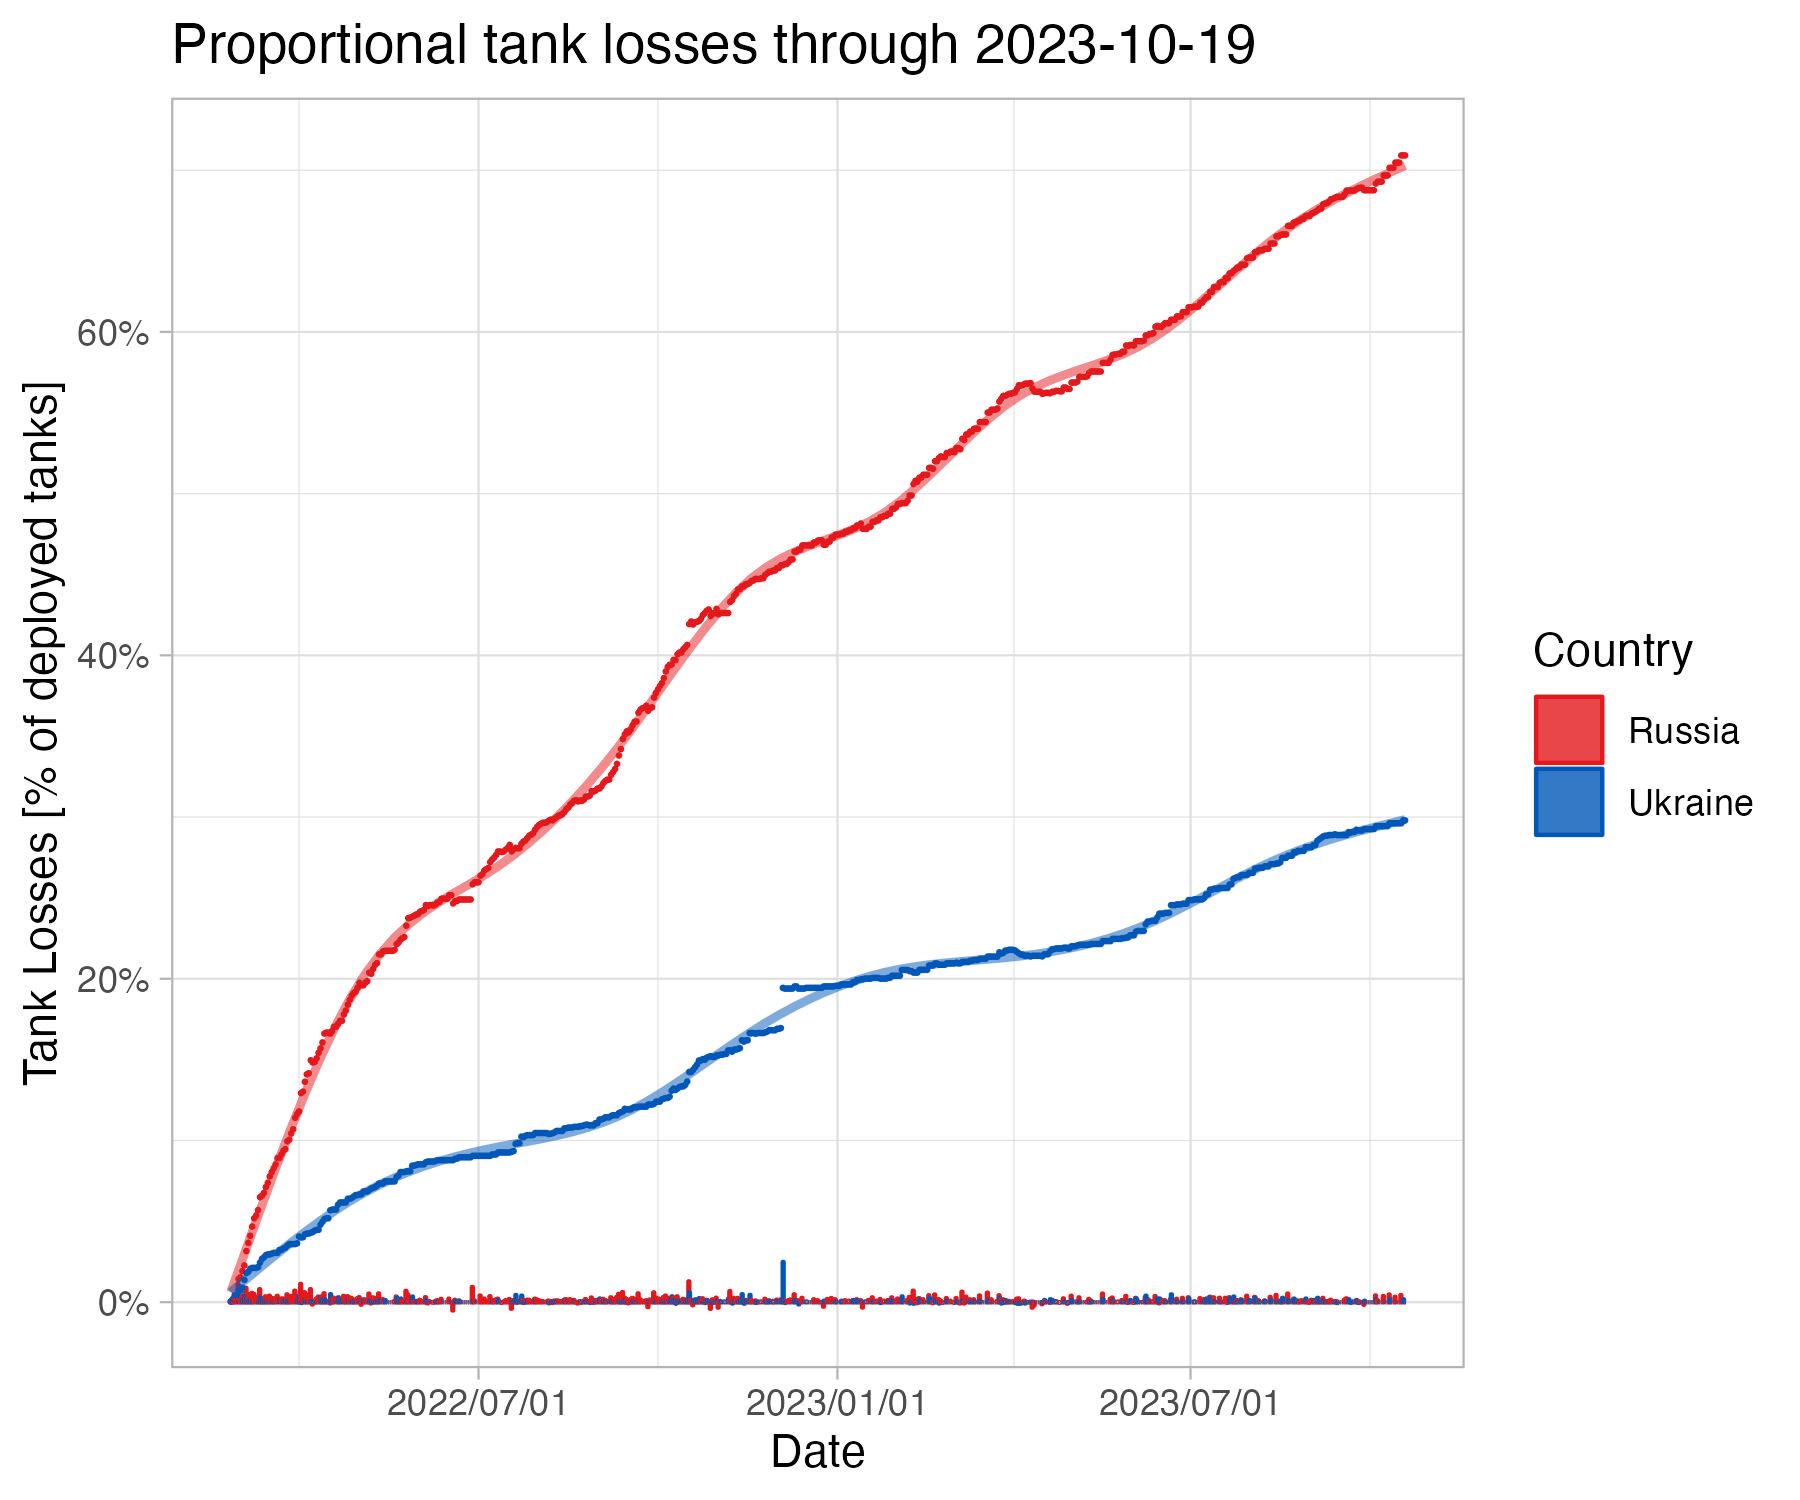 Proportional tank losses through 2023-10-19
Tank Losses [% of deployed tanks]
60%
40%
20%
0%
2022/07/01
2023/01/01
2023/07/01
Date
Country
Russia
Ukraine